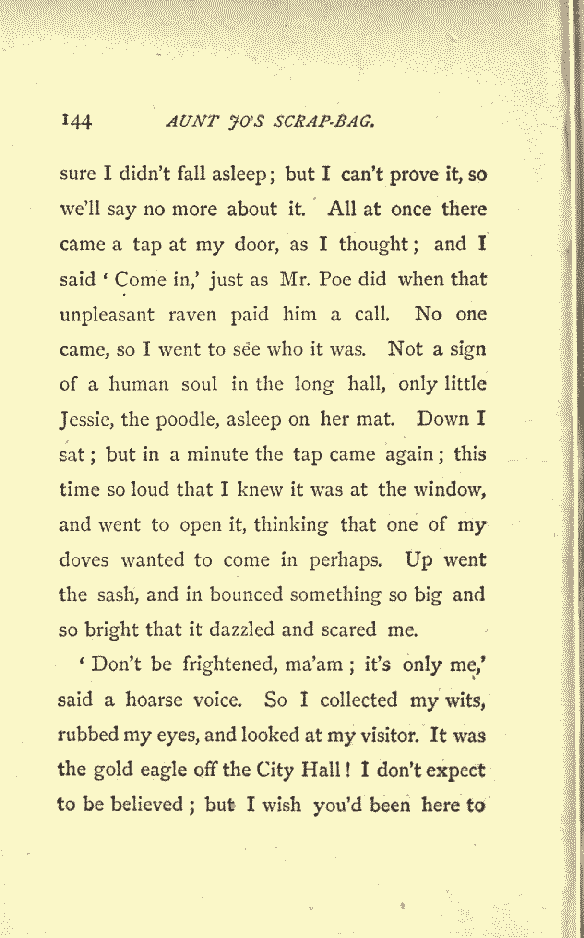 144 AUNT JO'S SCRAP-BAG.
sure I didn't fall asleep; but I can't prove it, so
we'll say no more about it. All at once there
came a tap at my door, as I thought; and I
said 'Come in,' just as Mr. Poe did when that
unpleasant raven paid him a call. No one
came, so I went to see who it was. Not a sign
of a human soul in the long hall, only little
Jessie, the poodle, asleep on her mat. Down I
sat; but in a minute the tap came again; this
time so loud that I knew it was at the window,
and went to open it, thinking that one of my
doves wanted to come in perhaps. Up went
the sash, and in bounced something so big and
so bright that it dazzled and scared me.
'Don't be frightened, ma'am; it's only me,'
said a hoarse voice. So I collected my wits,
rubbed my eyes, and looked at my visitor. It was
the gold eagle off the City Hall! I don't expect
to be believed; but I wish you'd been here to